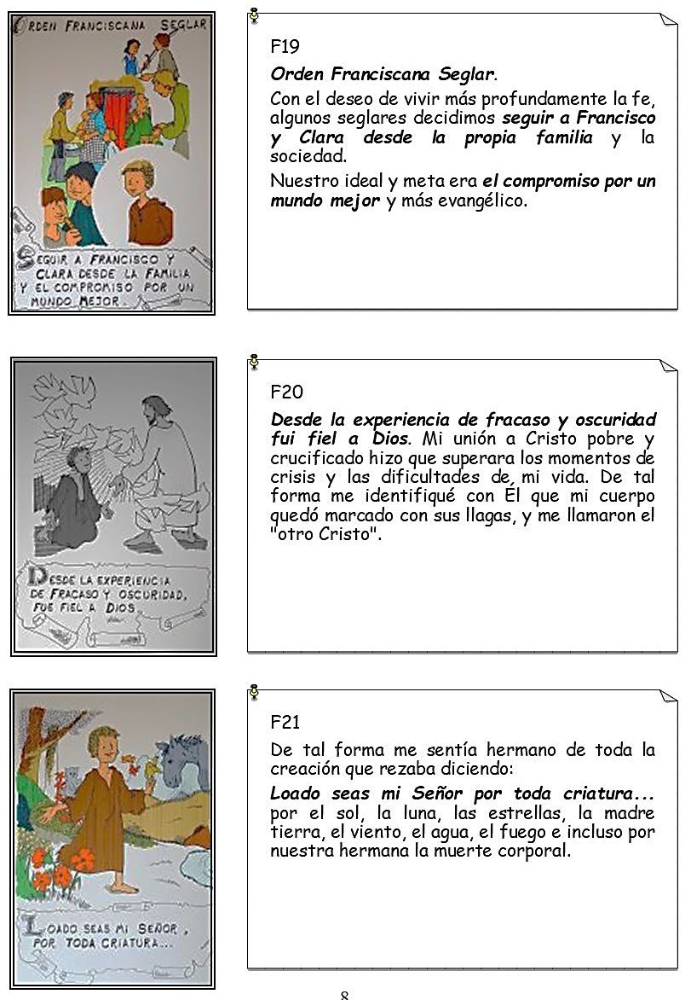 ORDEN FRANCISCANA SEGLAR
SEGUIR A FRANCISCO Y
CLARA DESDE LA FAMILIA
Y EL COMPROMISO POR UN
MUNDO MEJOR.
F19
Orden Franciscana Seglar.
Con el deseo de vivir más profundamente la fe,
algunos seglares decidimos seguir a Francisco
y Clara desde la propia familia y la
sociedad.
Nuestro ideal y meta era el compromiso por un
mundo mejor y más evangélico.
DESDE LA EXPERIENCIA
DE FRACASO Y OSCURIDAD,
FUE FIEL A DIOS
F20
Desde la experiencia de fracaso y oscuridad
fui fiel a Dios. Mi unión a Cristo pobre y
crucificado hizo que superara los momentos de
crisis y las dificultades de mi vida. De tal
forma me identifiqué con Él que mi cuerpo
quedó marcado con sus llagas, y me llamaron el
"otro Cristo".
LOADO SEAS MI SEÑOR,
POR TODA CRIATURA...
F21
De tal forma me sentía hermano de toda la
creación que rezaba diciendo:
Loado seas mi Señor por toda criatura...
por el sol, la luna, las estrellas, la madre
tierra, el viento, el agua, el fuego e incluso por
nuestra hermana la muerte corporal.
8